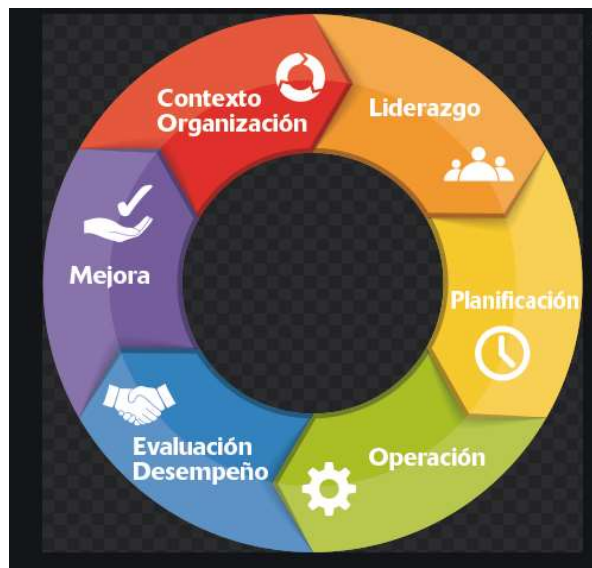 Contexto
Organización
Liderazgo
Planificación
Operación
Evaluación
Desempeño
Mejora